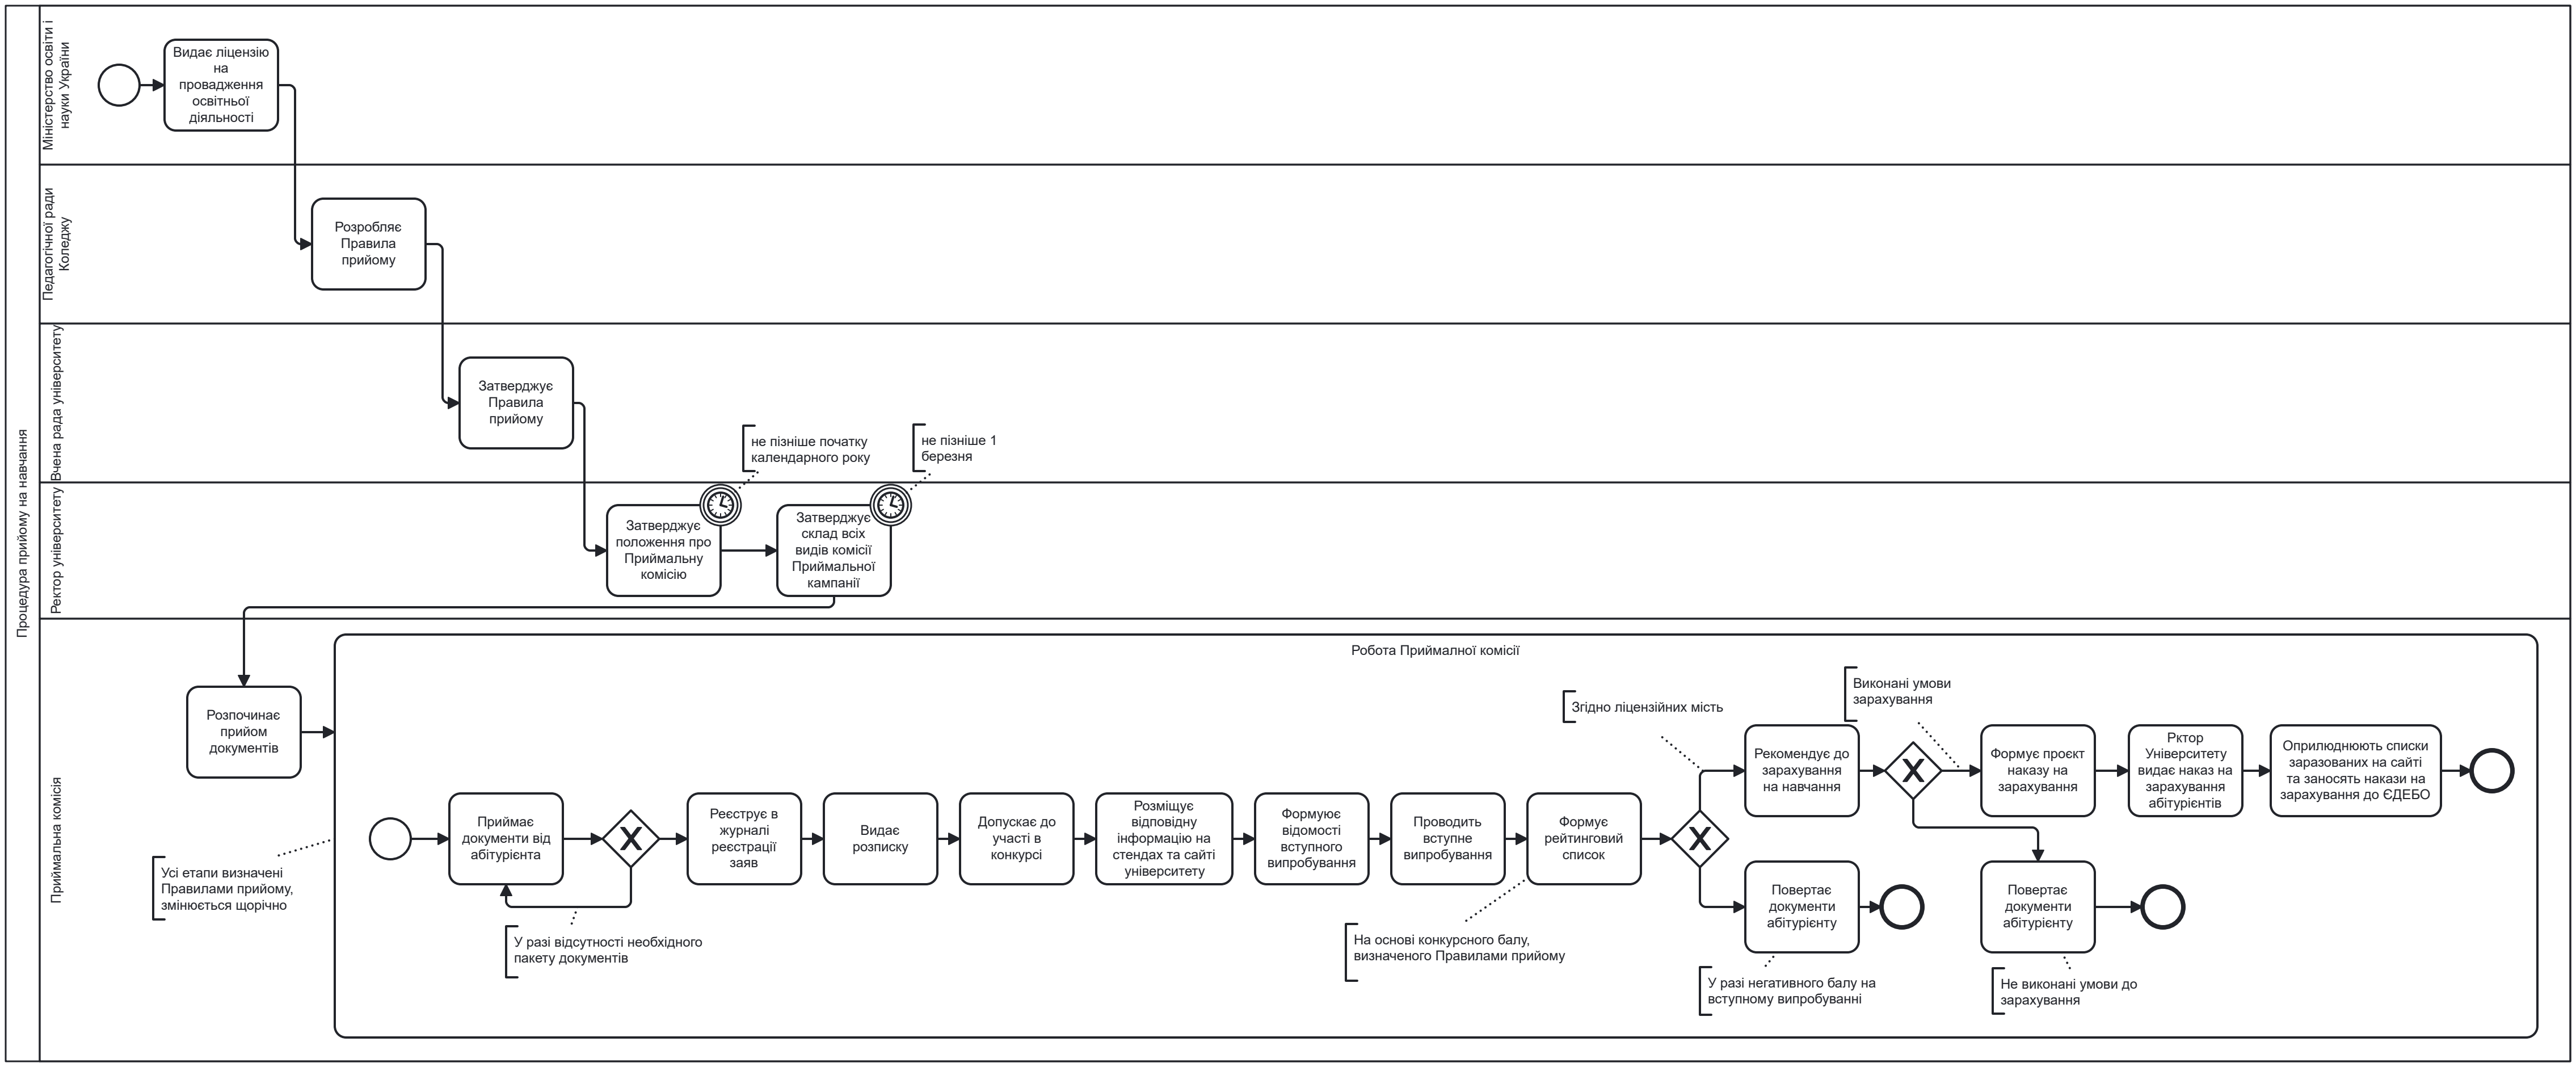 Процедура прийому на навчання
Міністерство освіти і
науки України
Видає ліцензію
на
провадження
освітньої
діяльності
Педагогічної ради
Коледжу
Розробляє
Правила
прийому
Вчена рада університету
Затверджує
Правила
прийому
не пізніше початку
календарного року
не пізніше 1
березня
Ректор університету
Затверджує
положення про
Приймальну
комісію
Затверджує
склад всіх
видів комісії
Приймальної
кампанії
Приймальна комісія
Розпочинає
прийом
документів
Усі етапи визначені
Правилами прийому,
змінюється щорічно
Робота Приймалної комісії
Приймає
документи від
абітурієнта
У разі відсутності необхідного
пакету документів
Реєструє в
журналі
реєстрації
заяв
Видає
розписку
Допускає до
участі в
конкурсі
Розміщує
відповідну
інформацію на
стендах та сайті
університету
Формуює
відомості
вступного
випробування
Проводить
вступне
випробування
Формує
рейтинговий
список
На основі конкурсного балу,
визначеного Правилами прийому
Згідно ліцензійних мість
Рекомендує до
зарахування
на навчання
Повертає
документи
абітурієнту
У разі негативного балу на
вступному випробуванні
Виконані умови
зарахування
Формує проєкт
наказу на
зарахування
Рктор
Університету
видає наказ на
зарахування
абітурієнтів
Оприлюднюють списки
заразованих на сайті
та заносять накази на
зарахування до ЄДЕБО
Повертає
документи
абітурієнту
Не виконані умови до
зарахування